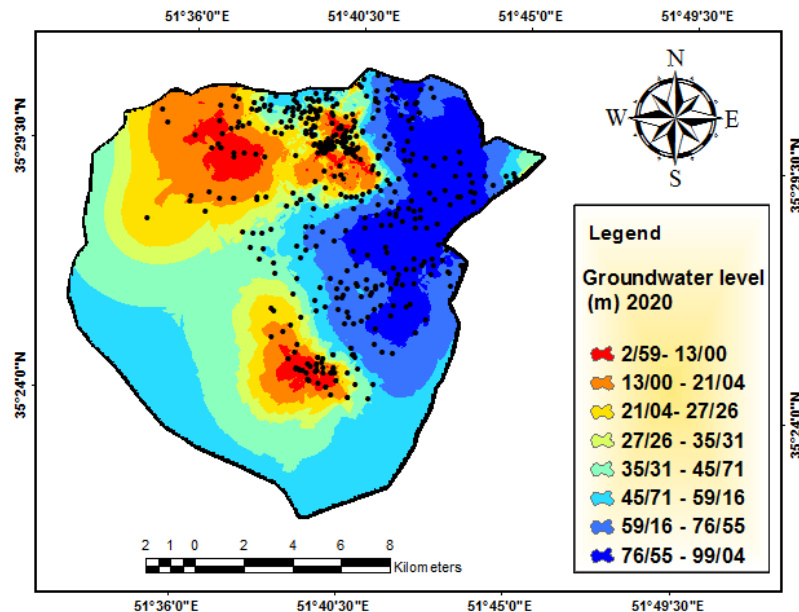 51°36'0"E 51°40'30"E 51°45'0"E 51°49'30"E
N
W E
S
35°29'30"N 35°29'30"N
Legend
Groundwater level
(m) 2020
2/59- 13/00
13/00 - 21/04
21/04- 27/26
27/26 - 35/31
35/31 - 45/71
45/71 - 59/16
59/16 - 76/55
76/55 - 99/04
35°24'0"N 35°24'0"N
2 1 0 2 4 6 8
Kilometers
51°36'0"E 51°40'30"E 51°45'0"E 51°49'30"E